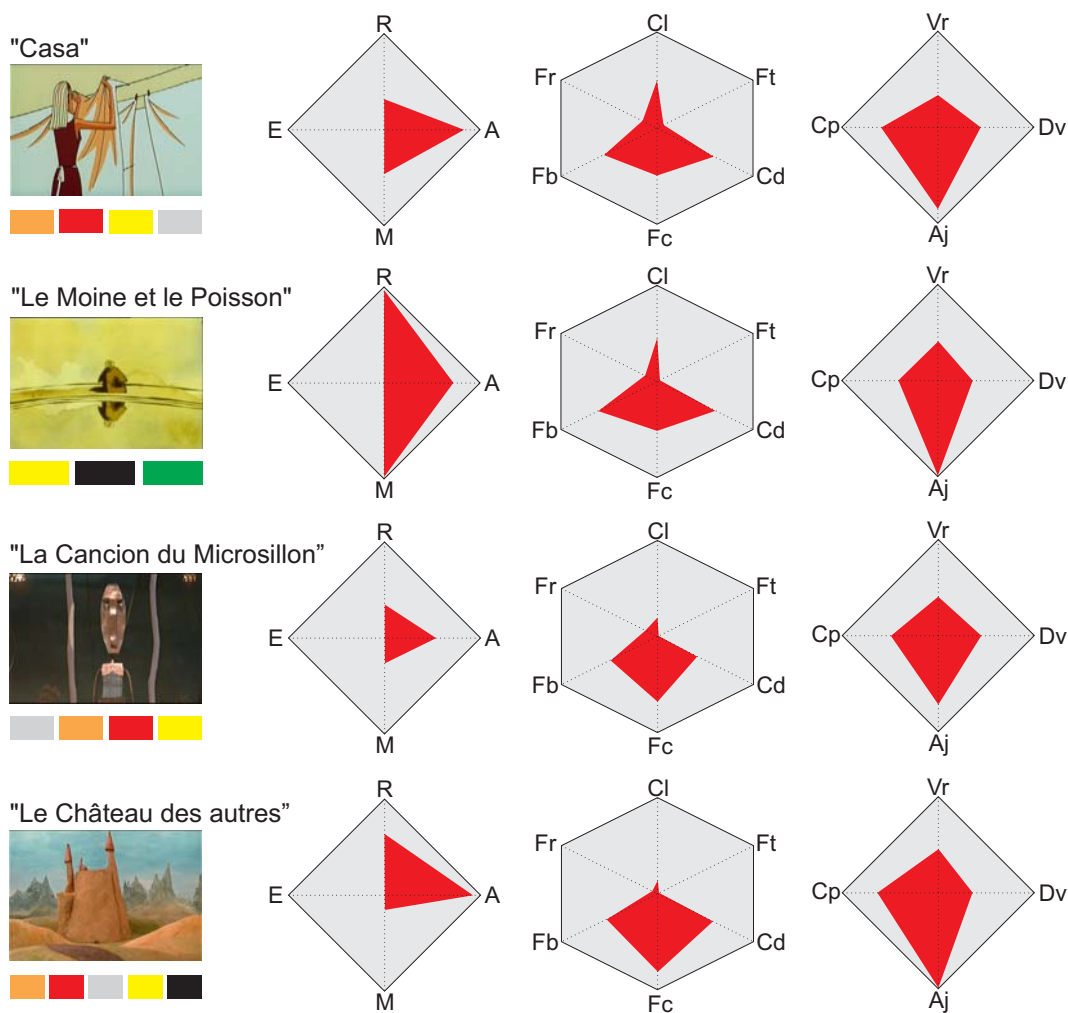 "Casa"
R
E
A
M
Cl
Fr
Ft
Fb
Cd
Fc
Vr
Cp
Dv
Aj
"Le Moine et le Poisson"
R
E
A
M
Cl
Fr
Ft
Fb
Cd
Fc
Vr
Cp
Dv
Aj
"La Cancion du Microsillon”
R
E
A
M
Cl
Fr
Ft
Fb
Cd
Fc
Vr
Cp
Dv
Aj
"Le Château des autres”
R
E
A
M
Cl
Fr
Ft
Fb
Cd
Fc
Vr
Cp
Dv
Aj